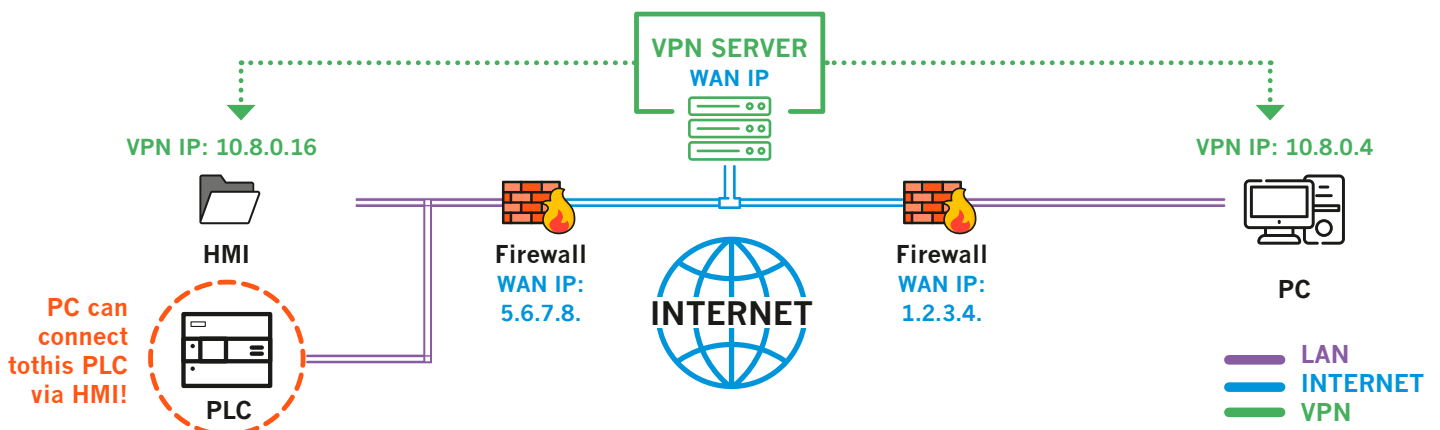 VPN SERVER
WAN IP
VPN IP: 10.8.0.16
VPN IP: 10.8.0.4
HMI
Firewall
WAN IP:
5.6.7.8.
INTERNET
Firewall
WAN IP:
1.2.3.4.
PC
PC can
connect
tothis PLC
via HMI!
PLC
LAN
INTERNET
VPN